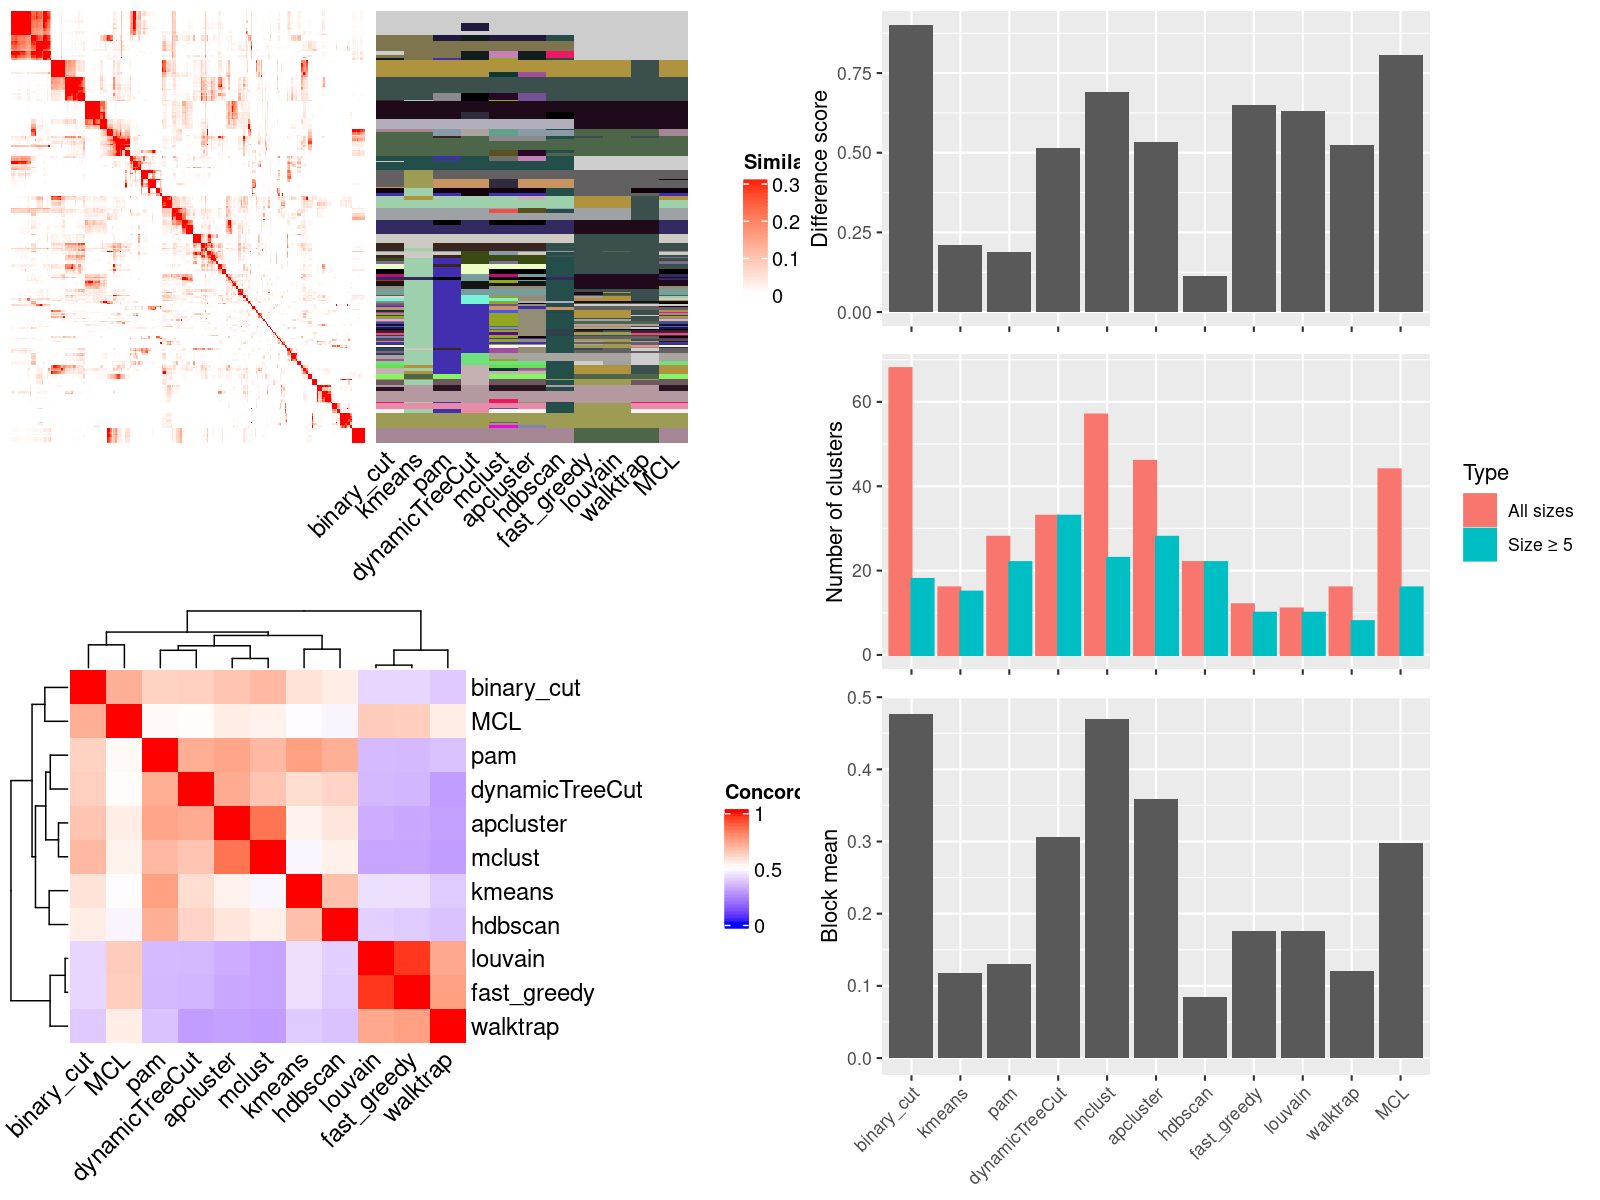 Simila
0.3
0.2
0.1
0
binary_cut
kmeans
pam
dynamicTreeCut
mclust
apcluster
hdbscan
fast_greedy
louvain
walktrap
MCL
binary_cut
MCL
pam
dynamicTreeCut
apcluster
mclust
kmeans
hdbscan
louvain
fast_greedy
walktrap
Concord
1
0.5
0
binary_cut
MCL
pam
dynamicTreeCut
apcluster
mclust
kmeans
hdbscan
louvain
fast_greedy
walktrap
Difference score
0.75
0.50
0.25
0.00
Number of clusters
60
40
20
0
Type
All sizes
Size ≥ 5
Block mean
0.5
0.4
0.3
0.2
0.1
0.0
binary_cut
kmeans
pam
dynamicTreeCut
mclust
apcluster
hdbscan
fast_greedy
louvain
walktrap
MCL